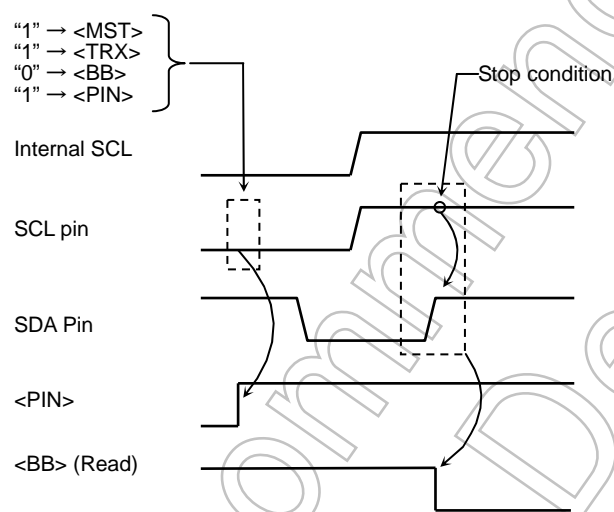 “1” → <MST>
“1” → <TRX>
“0” → <BB>
“1” → <PIN>
Stop condition
Internal SCL
SCL pin
SDA Pin
<PIN>
<BB> (Read)